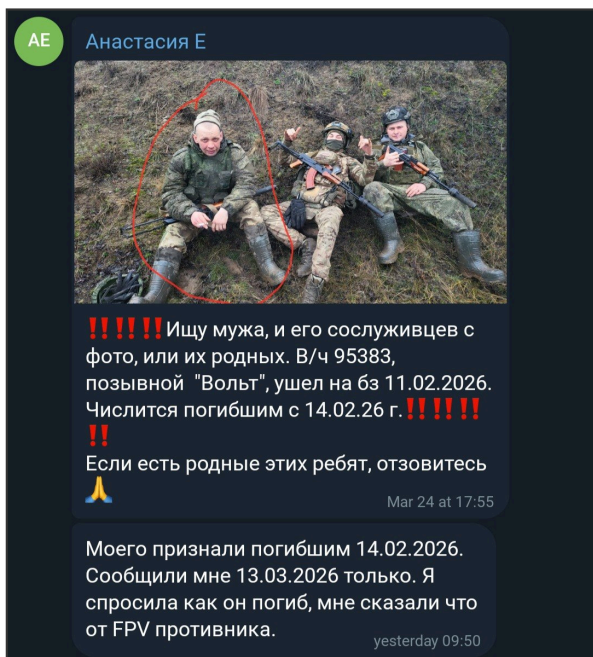 АЕ
Анастасия Е
‼️‼️‼️Ищу мужа, и его сослуживцев с
фото, или их родных. В/ч 95383,
позывной  "Вольт", ушел на бз 11.02.2026.
Числится погибшим с 14.02.26 г.‼️‼️‼️
‼️
Если есть родные этих ребят, отзовитесь
🙏
Mar 24 at 17:55
Моего признали погибшим 14.02.2026.
Сообщили мне 13.03.2026 только. Я
спросила как он погиб, мне сказали что
от FPV противника.
yesterday 09:50